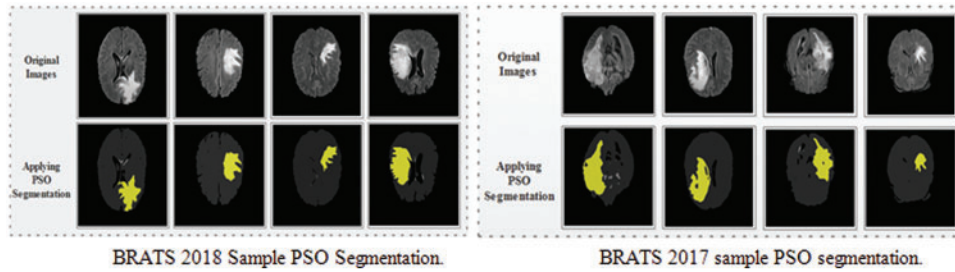 Original
Images
Applying
PSO
Segmentation
BRATS 2018 Sample PSO Segmentation.
Original
Images
Applying
PSO
Segmentation
BRATS 2017 sample PSO segmentation.